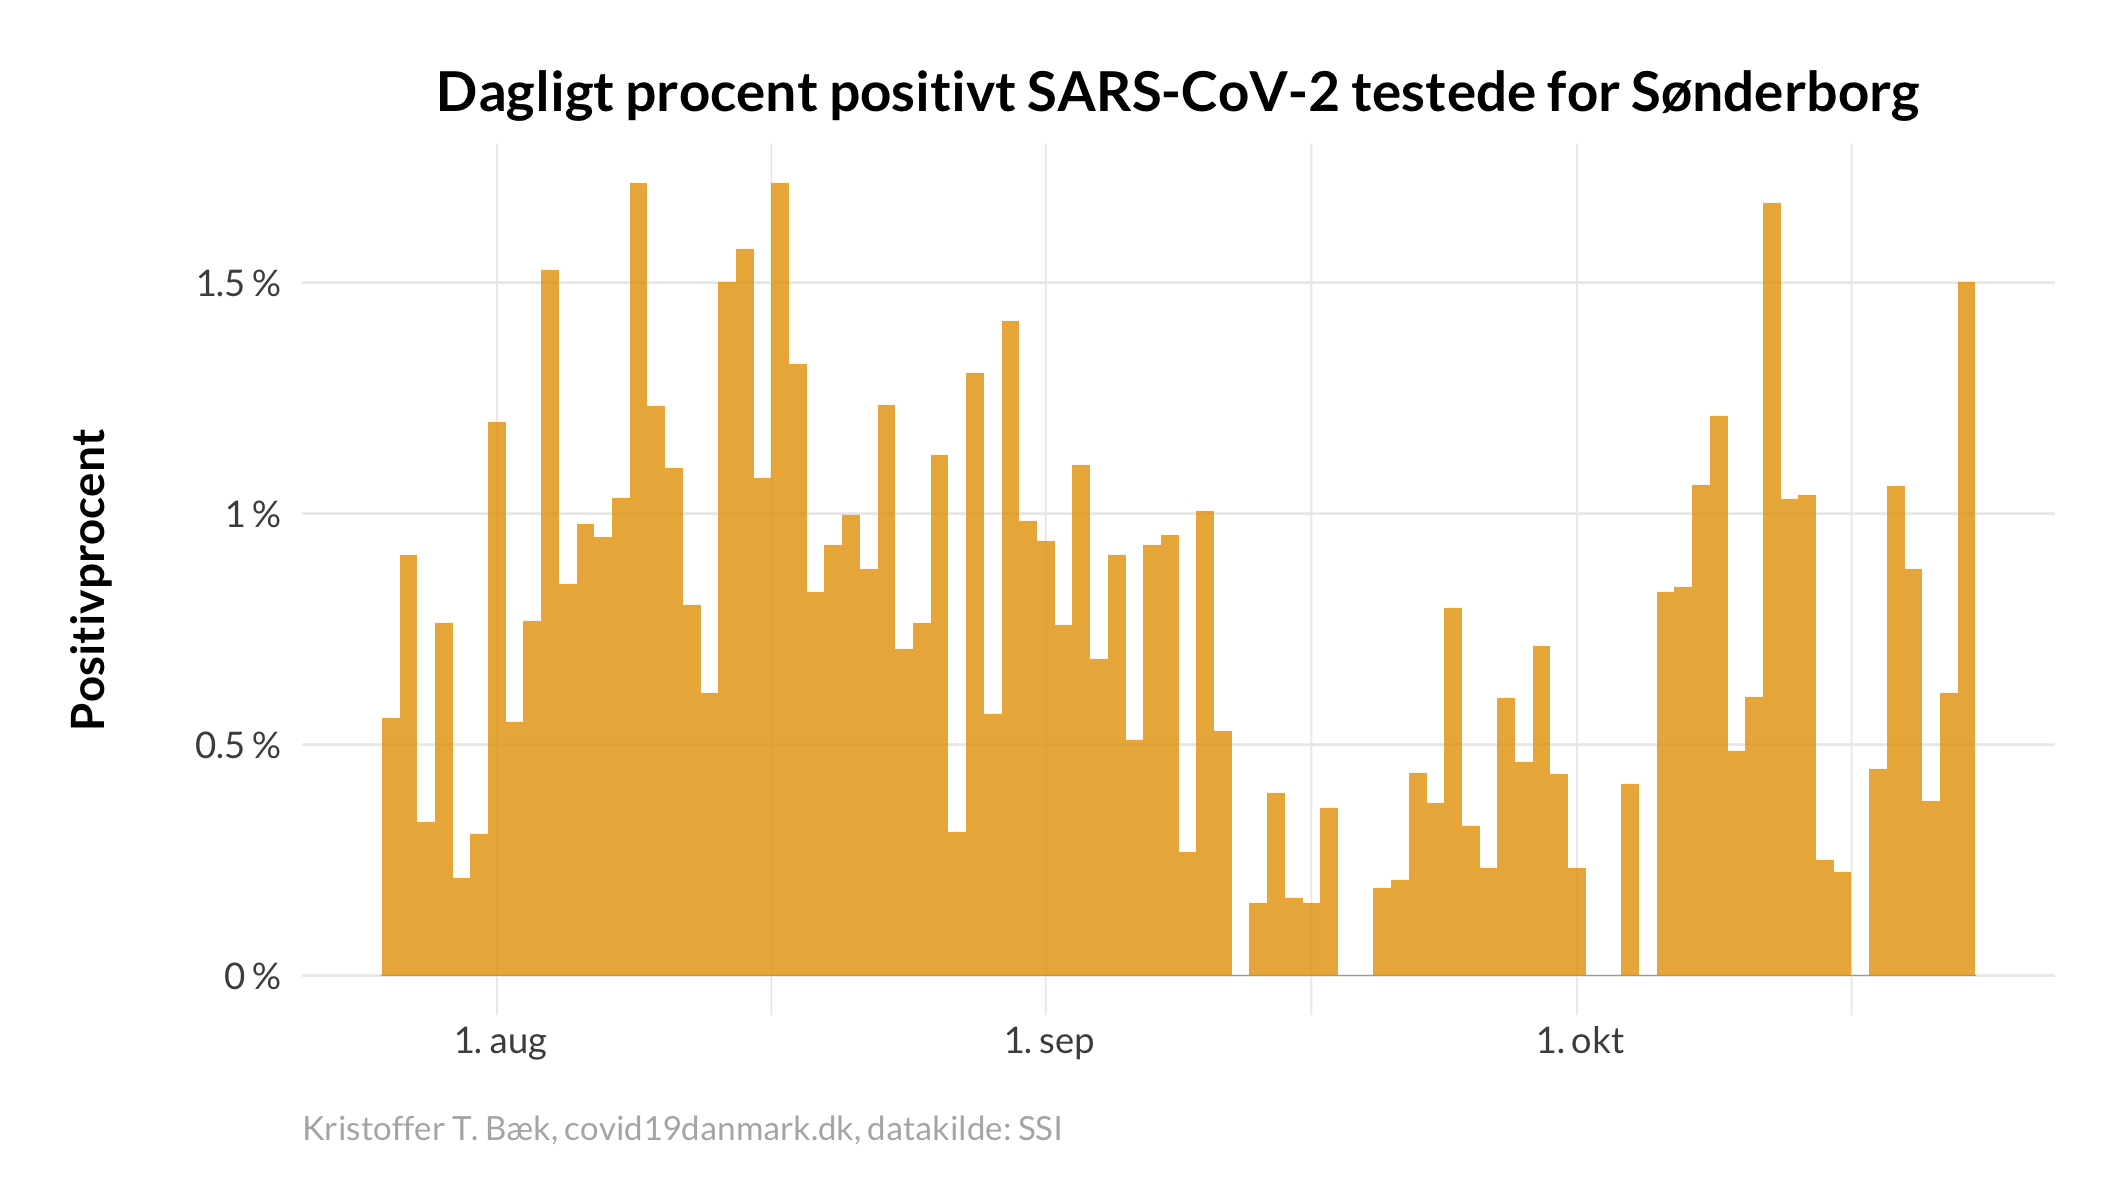 Dagligt procent positivt SARS-CoV-2 testede for Sønderborg
Positivprocent
1.5 %
1 %
0.5 %
0 %
1. aug
1. sep
1. okt
Kristoffer T. Bæk, covid19danmark.dk, datakilde: SSI